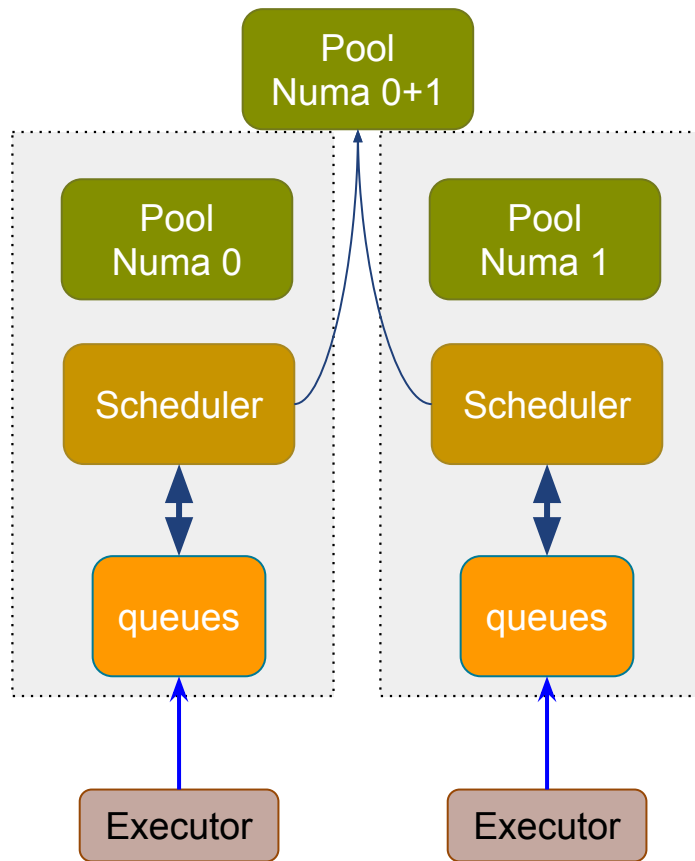 Pool
Numa 0+1
Pool
Numa 0
Pool
Numa 1
Scheduler
Scheduler
queues
queues
Executor
Executor